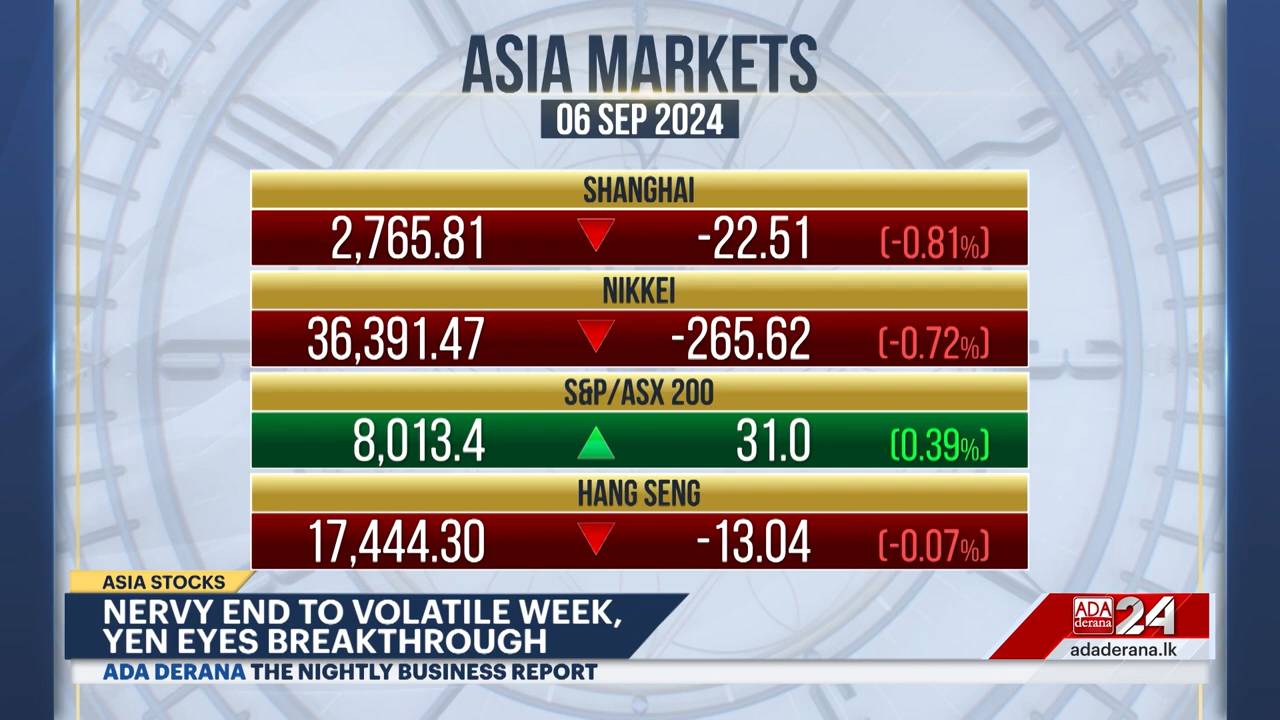 ASIA MARKETS
06 SEP 2024
SHANGHAI
2,765.81 ▼ -22.51 (-0.81%)
NIKKEI
36,391.47 ▼ -265.62 (-0.72%)
S&P/ASX 200
8,013.4 ▲ 31.0 (0.39%)
HANG SENG
17,444.30 ▼ -13.04 (-0.07%)
ASIA STOCKS
NERVY END TO VOLATILE WEEK,
YEN EYES BREAKTHROUGH
ADA DERANA THE NIGHTLY BUSINESS REPORT
ADA
derana 24
adaderana.lk